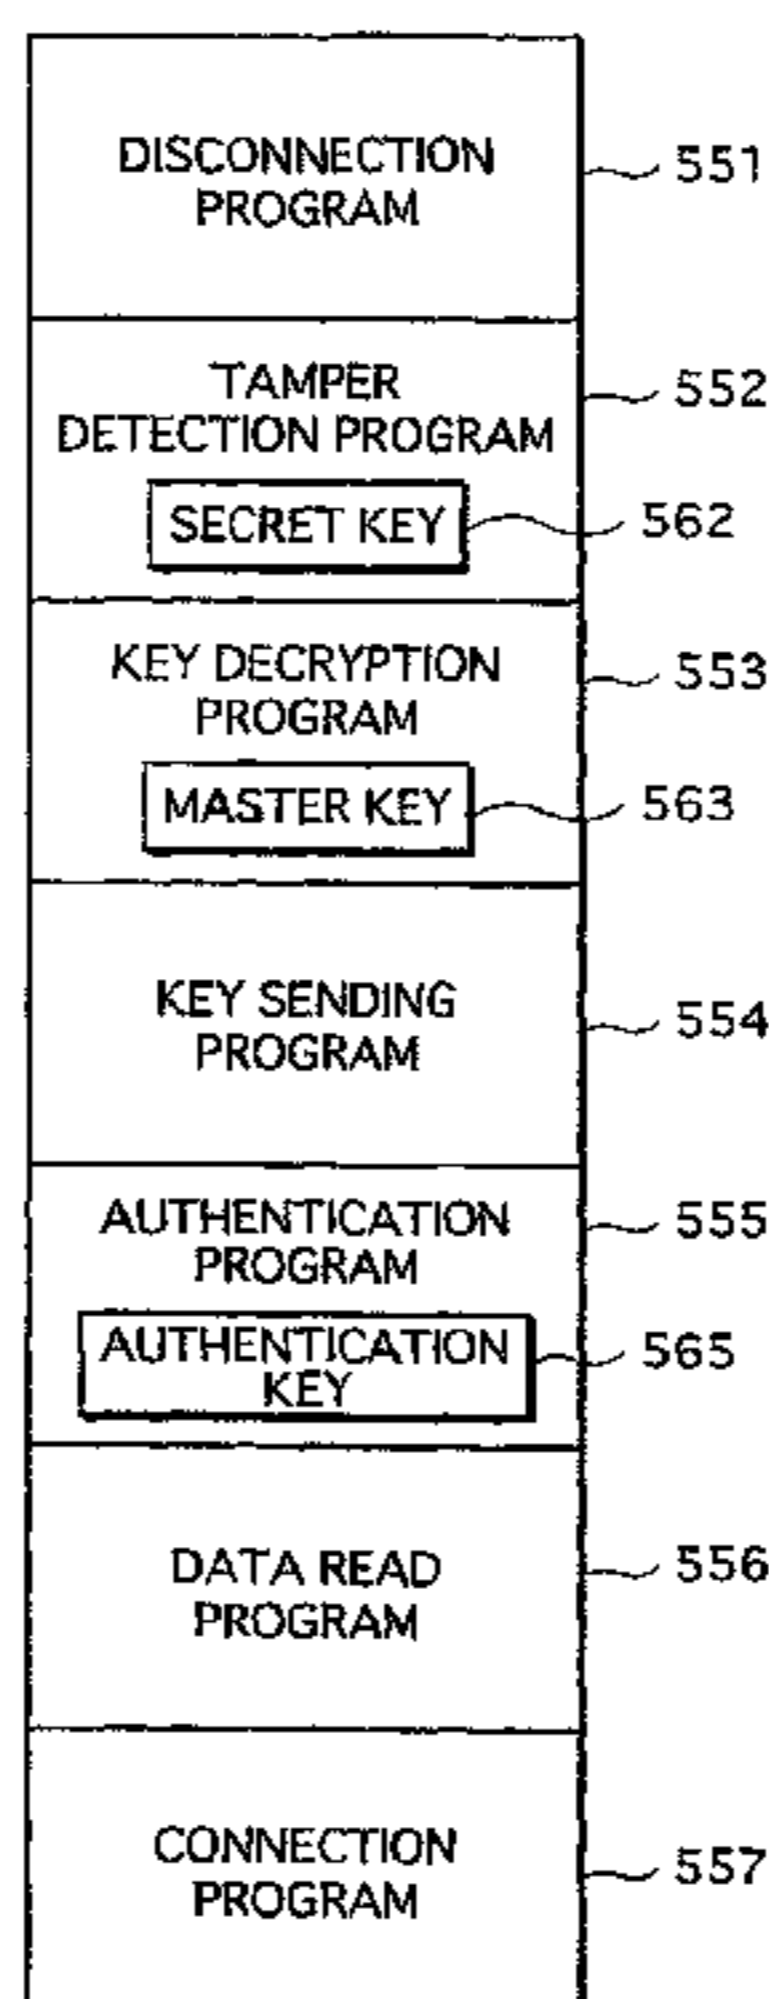 DISCONNECTION
PROGRAM
551
TAMPER
DETECTION PROGRAM
552
SECRET KEY
562
KEY DECRYPTION
PROGRAM
553
MASTER KEY
563
KEY SENDING
PROGRAM
554
AUTHENTICATION
PROGRAM
555
AUTHENTICATION
KEY
565
DATA READ
PROGRAM
556
CONNECTION
PROGRAM
557